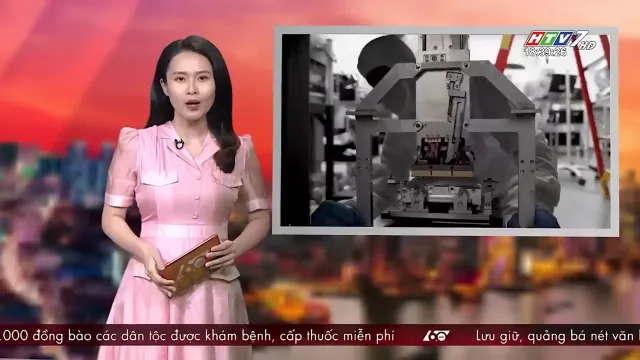 HTV7 HD
18:39:26
.000 đồng bào các dân tộc được khám bệnh, cấp thuốc miễn phí
60
Lưu giữ, quảng bá nét văn